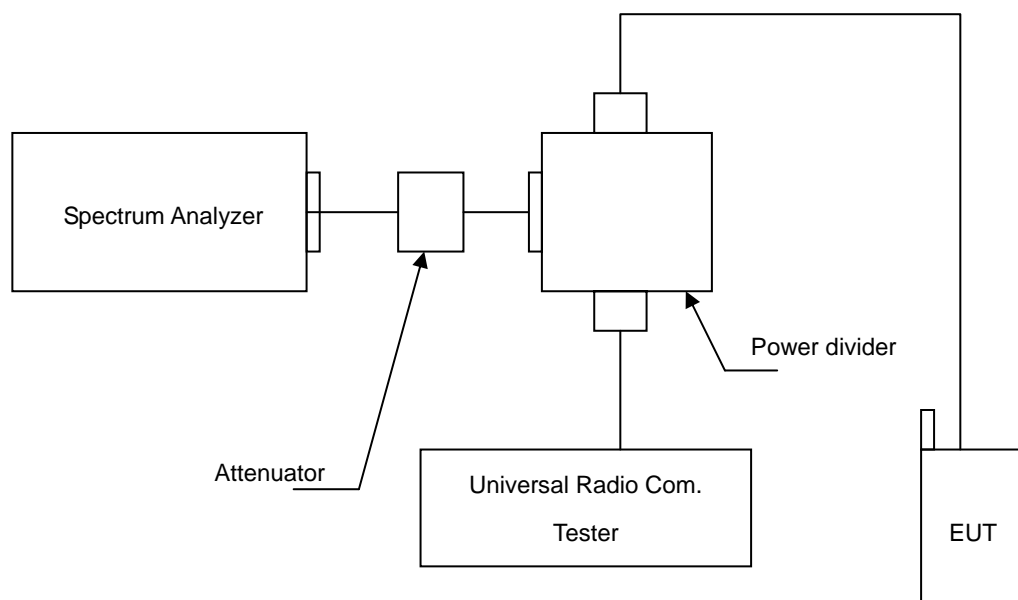 Spectrum Analyzer
Power divider
Attenuator
Universal Radio Com.
Tester
EUT